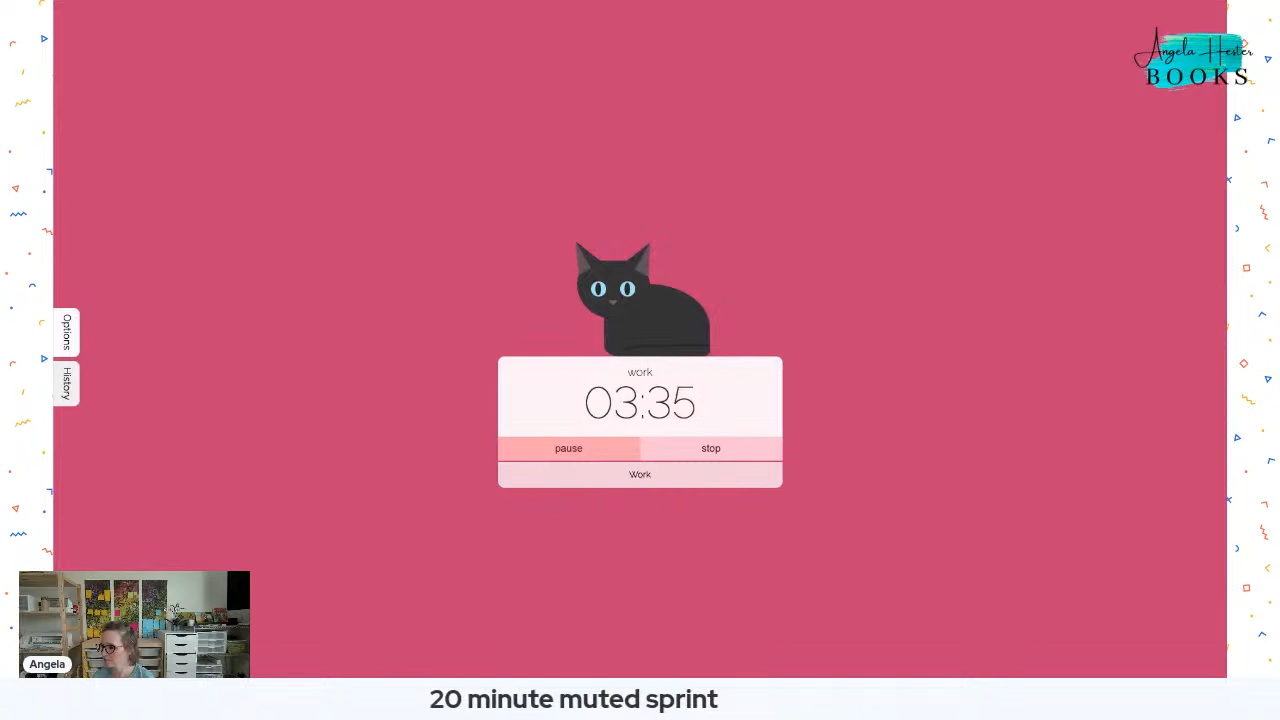 Angela Hester
BOOKS
Options
History
work
03:35
pause
stop
Work
Angela
20 minute muted sprint